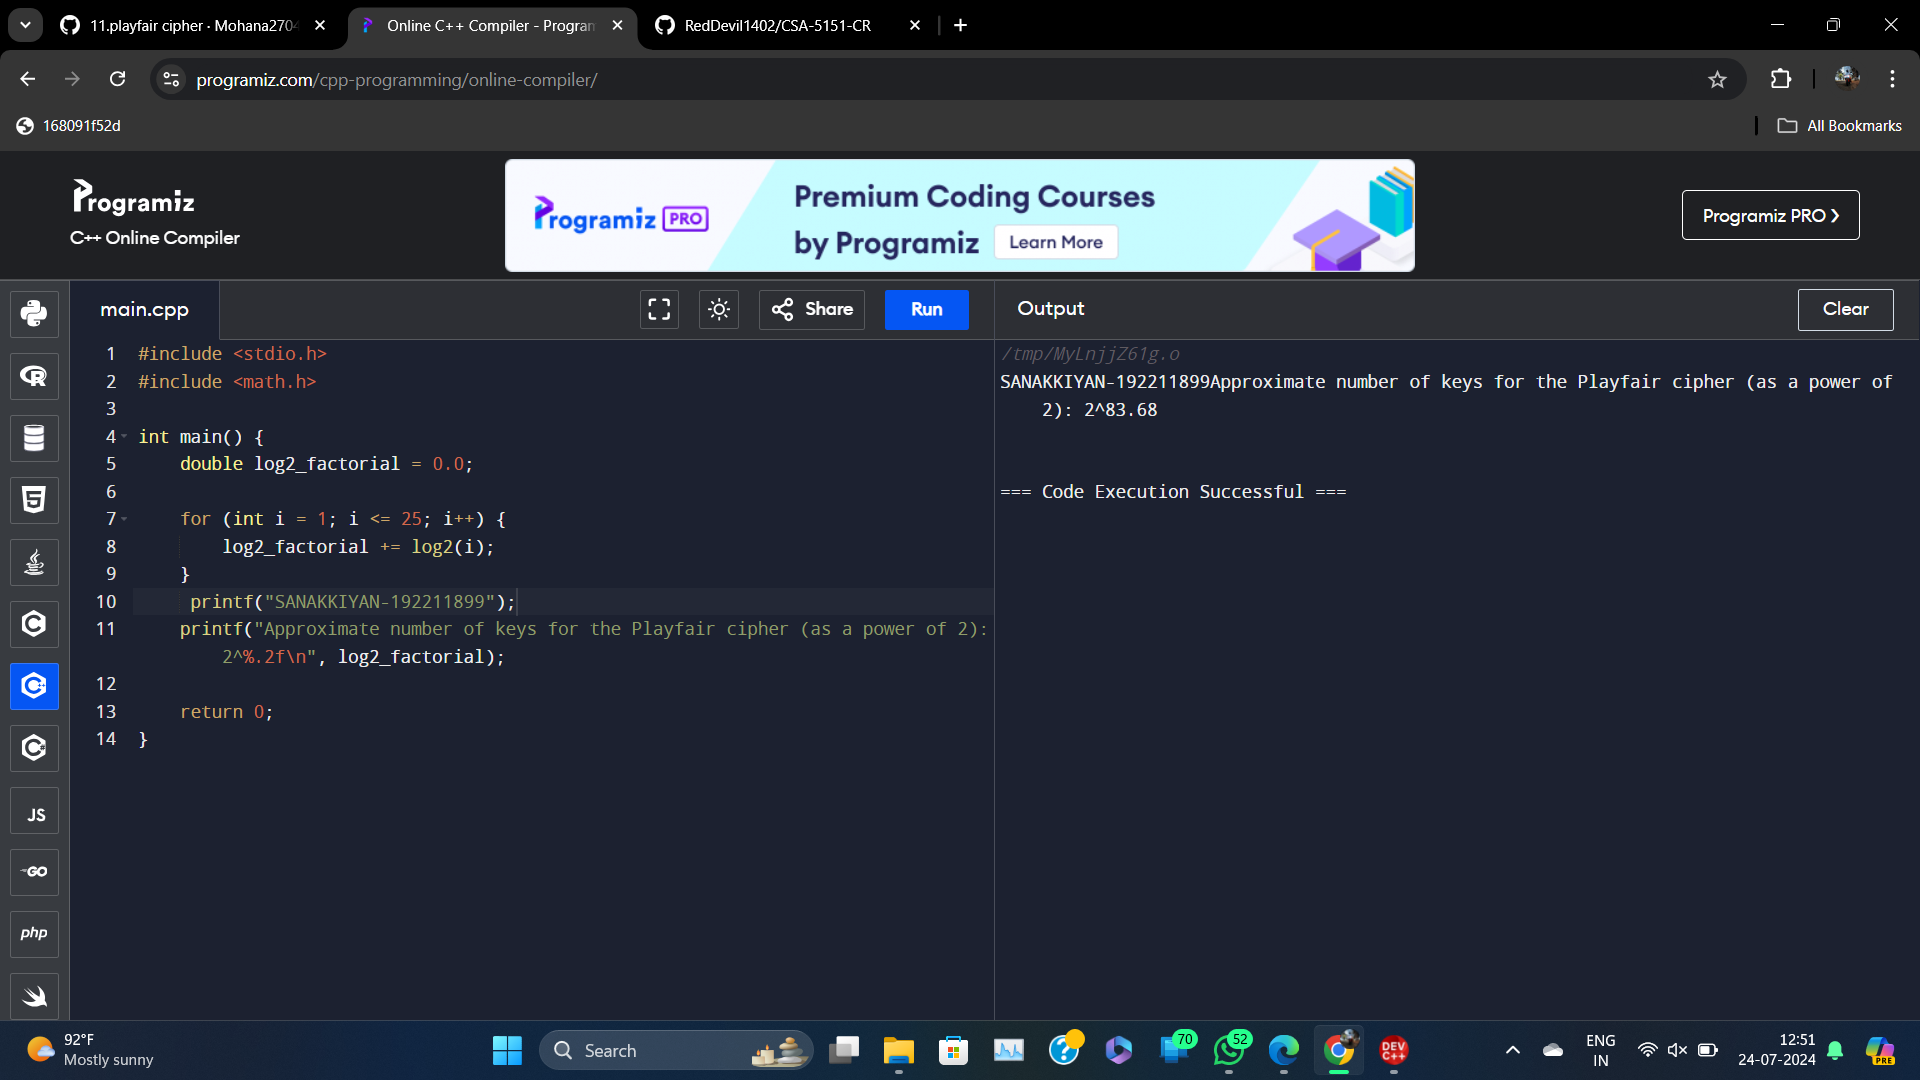 11.playfair cipher · Mohana2704
Online C++ Compiler - Program
RedDevil1402/CSA-5151-CR
programiz.com/cpp-programming/online-compiler/
168091f52d
All Bookmarks
Programiz
C++ Online Compiler
Programiz PRO
Premium Coding Courses
by Programiz
Learn More
Programiz PRO
main.cpp
Share
Run
Output
Clear
1 #include <stdio.h>
2 #include <math.h>
3
4 int main() {
5 double log2_factorial = 0.0;
6
7 for (int i = 1; i <= 25; i++) {
8 log2_factorial += log2(i);
9 }
10 printf("SANAKKIYAN-192211899");
11 printf("Approximate number of keys for the Playfair cipher (as a power of 2):
2^%.2f\n", log2_factorial);
12
13 return 0;
14 }
/tmp/MyLnjjZ61g.o
SANAKKIYAN-192211899Approximate number of keys for the Playfair cipher (as a power of
2): 2^83.68
=== Code Execution Successful ===
JS
GO
php
92°F
Mostly sunny
Search
70
52
DEV
C++
ENG
IN
12:51
24-07-2024
PRE